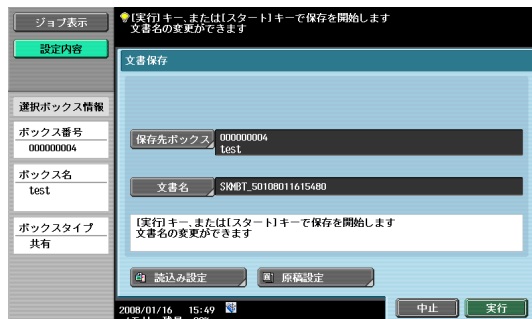 ジョブ表示
設定内容
選択ボックス情報
ボックス番号
000000004
ボックス名
test
ボックスタイプ
共有
[実行]キー、または[スタート]キーで保存を開始します
文書名の変更ができます
文書保存
保存先ボックス
000000004
test
文書名
SKMBT_50108011615480
[実行]キー、または[スタート]キーで保存を開始します
文書名の変更ができます
読込み設定
原稿設定
2008/01/16 15:49
中止
実行